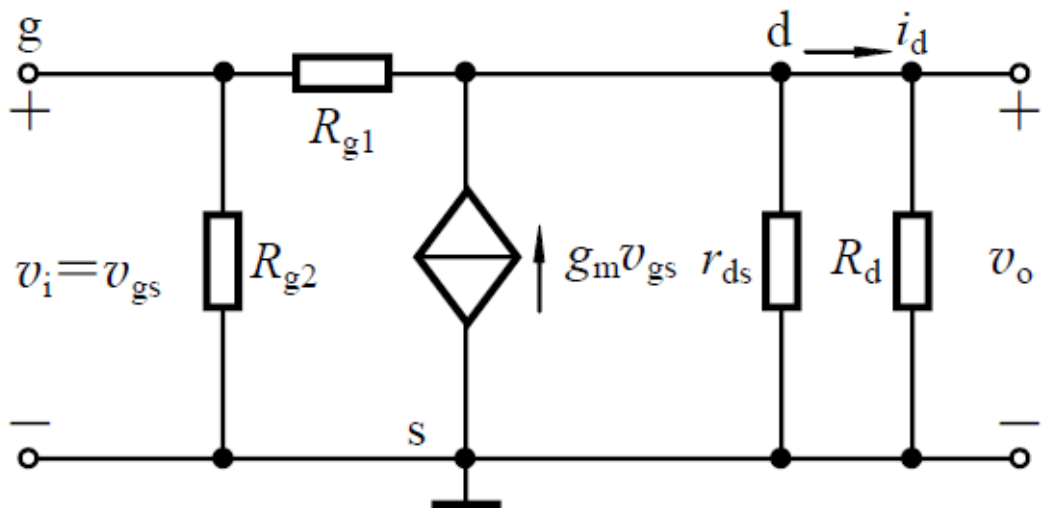 g d i_d
+ R_g1 +
v_i=v_gs R_g2 g_m v_gs r_ds R_d v_o
− s −